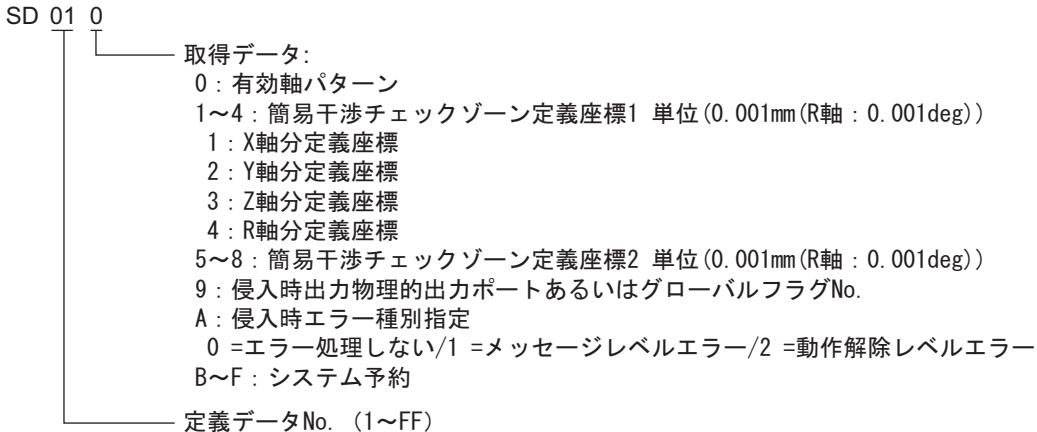 SD 01 0
取得データ:
0：有効軸パターン
1～4：簡易干渉チェックゾーン定義座標1 単位(0.001mm(R軸：0.001deg))
1：X軸分定義座標
2：Y軸分定義座標
3：Z軸分定義座標
4：R軸分定義座標
5～8：簡易干渉チェックゾーン定義座標2 単位(0.001mm(R軸：0.001deg))
9：侵入時出力物理的出力ポートあるいはグローバルフラグNo.
A：侵入時エラー種別指定
0 =エラー処理しない/1 =メッセージレベルエラー/2 =動作解除レベルエラー
B～F：システム予約
定義データNo. (1～FF)